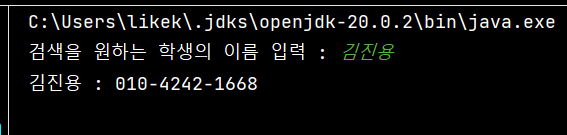 C:\Users\likek\.jdks\openjdk-20.0.2\bin\java.exe
검색을 원하는 학생의 이름 입력 : 김진용
김진용 : 010-4242-1668